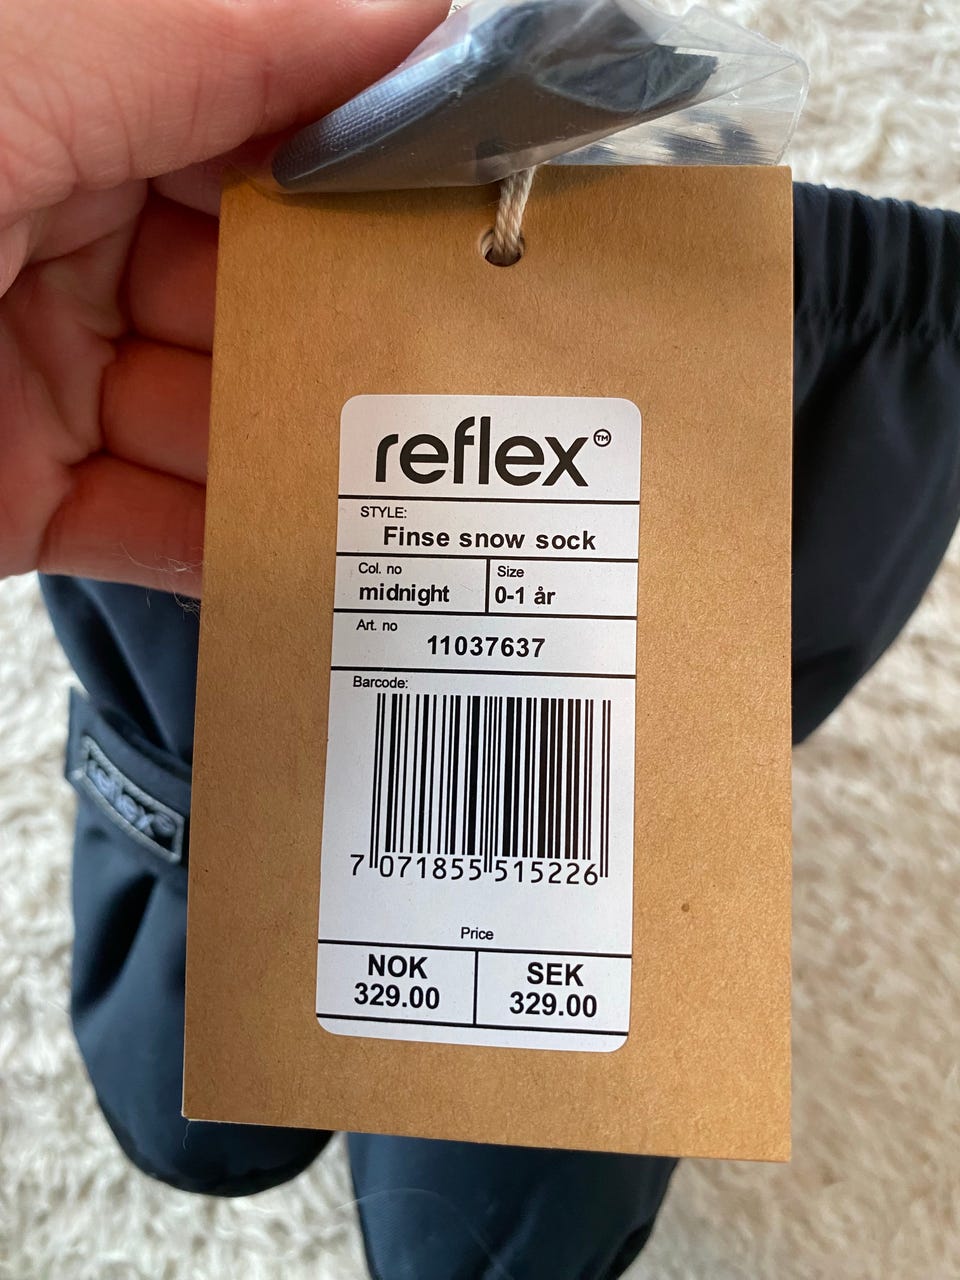 reflex™
STYLE:
Finse snow sock
Col. no
midnight
Size
0-1 år
Art. no
11037637
Barcode:
7 071855 515226
Price
NOK
329.00
SEK
329.00
reflex